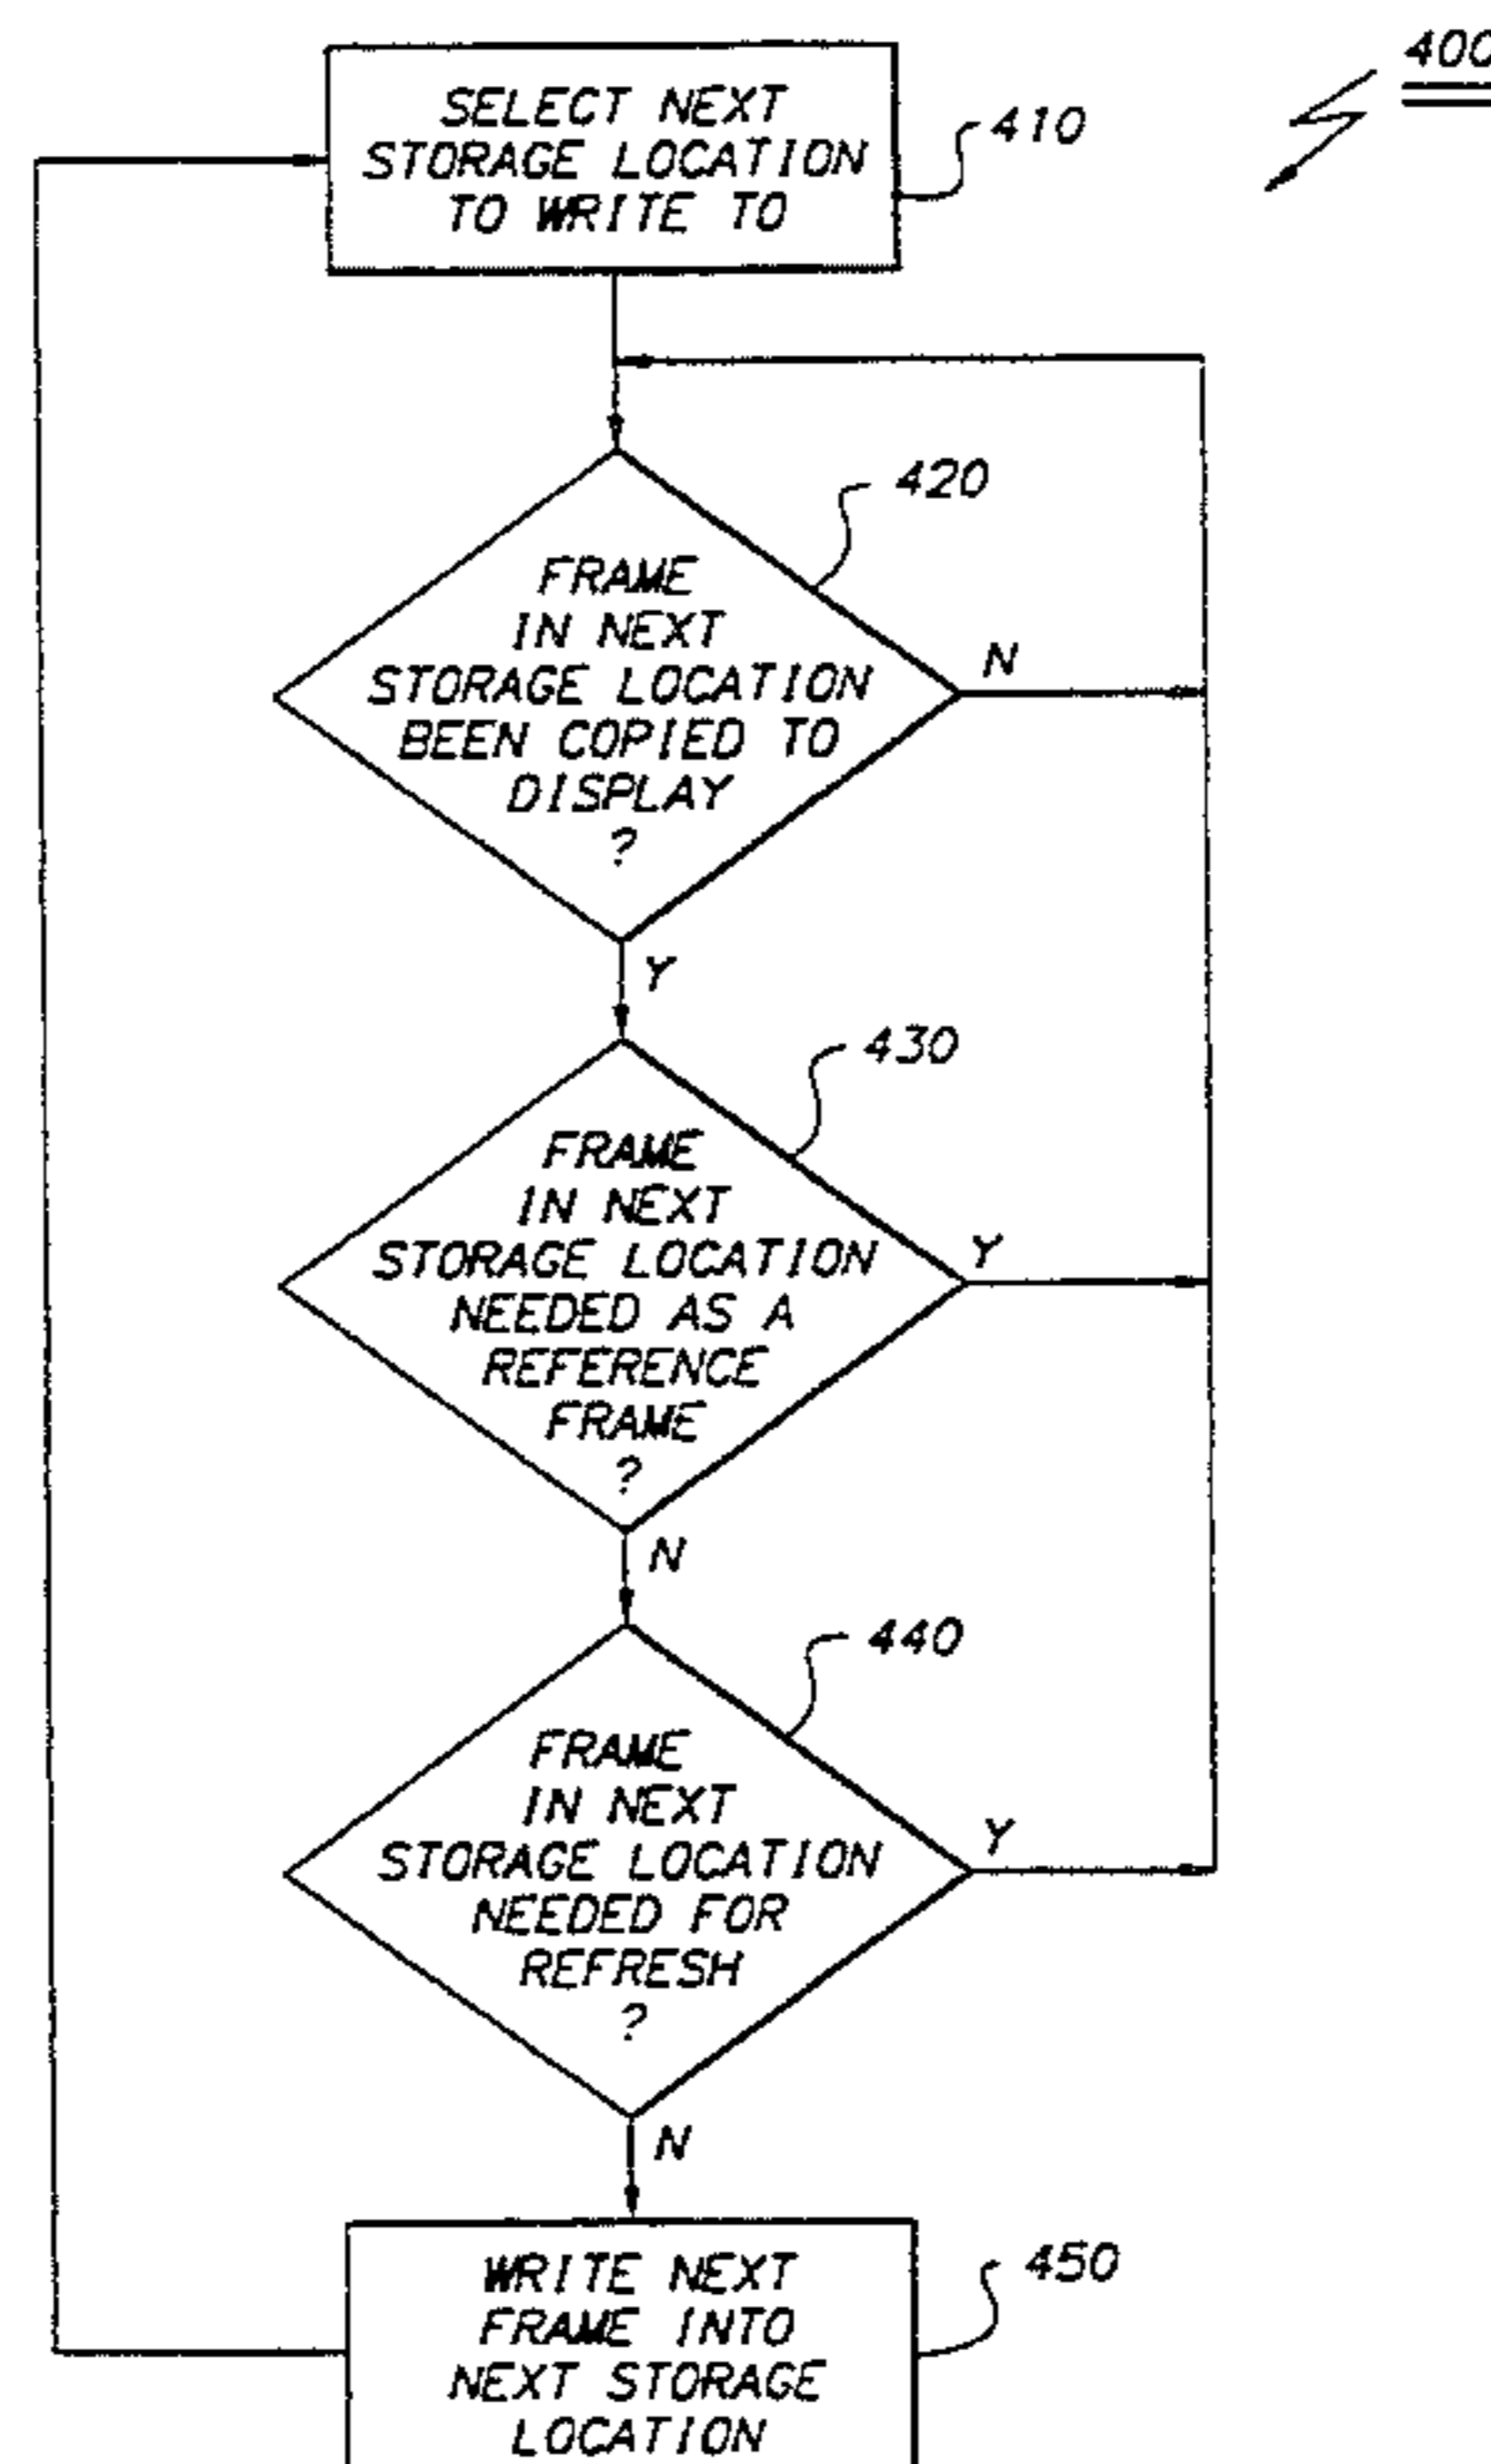 400
SELECT NEXT
STORAGE LOCATION
TO WRITE TO
410
420
FRAME
IN NEXT
STORAGE LOCATION
BEEN COPIED TO
DISPLAY
?
N
Y
430
FRAME
IN NEXT
STORAGE LOCATION
NEEDED AS A
REFERENCE
FRAME
?
Y
N
440
FRAME
IN NEXT
STORAGE LOCATION
NEEDED FOR
REFRESH
?
Y
N
WRITE NEXT
FRAME INTO
NEXT STORAGE
LOCATION
450